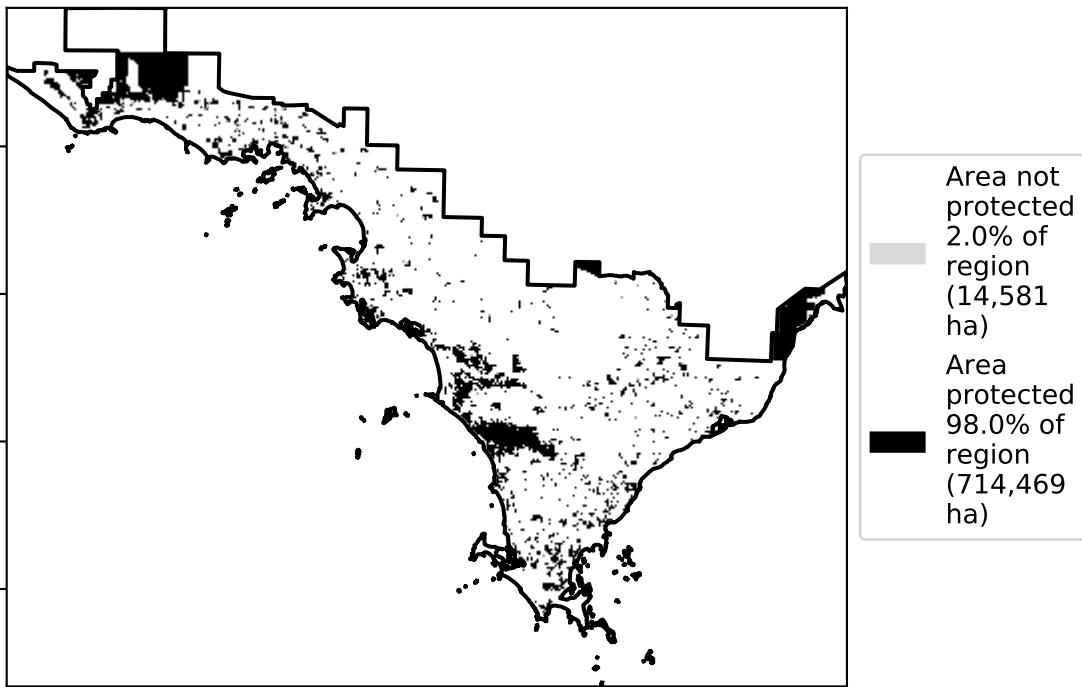 Area not
protected
2.0% of
region
(14,581
ha)
Area
protected
98.0% of
region
(714,469
ha)